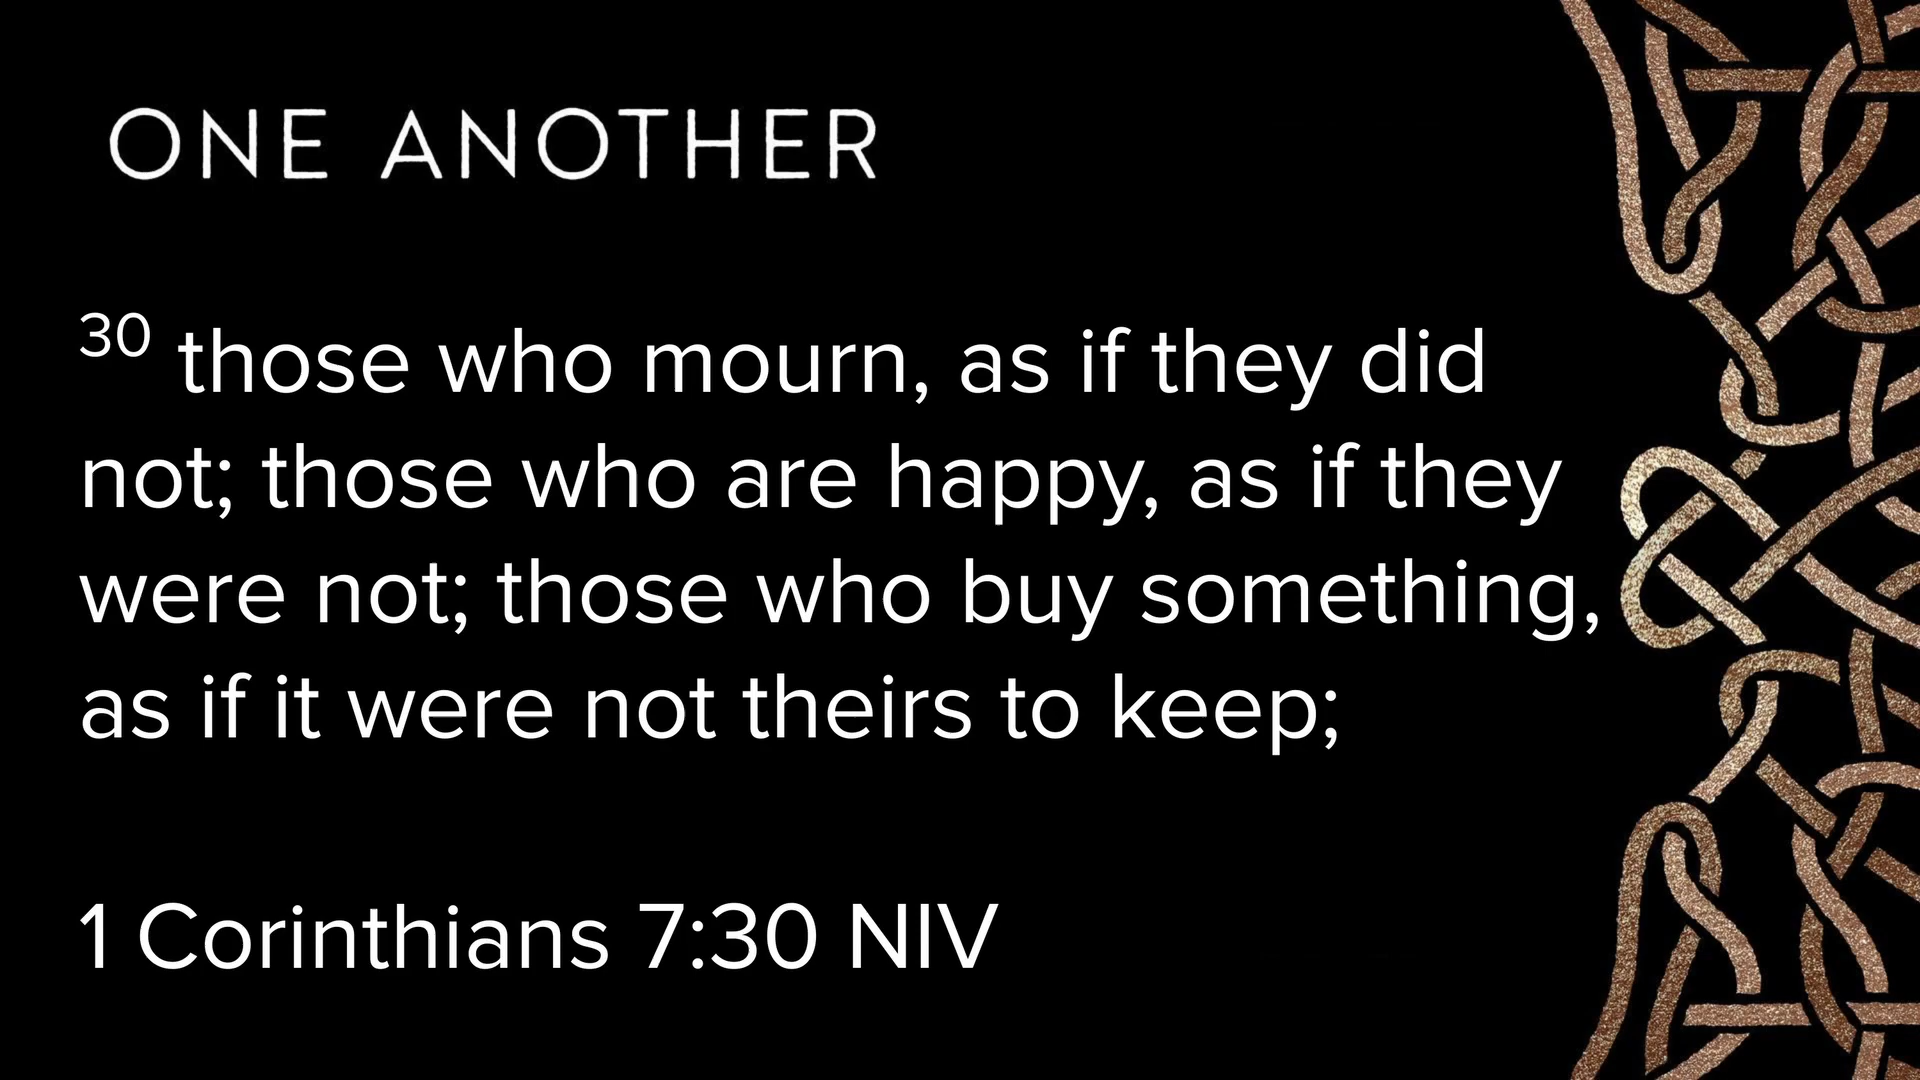 ONE ANOTHER
30 those who mourn, as if they did
not; those who are happy, as if they
were not; those who buy something,
as if it were not theirs to keep;
1 Corinthians 7:30 NIV